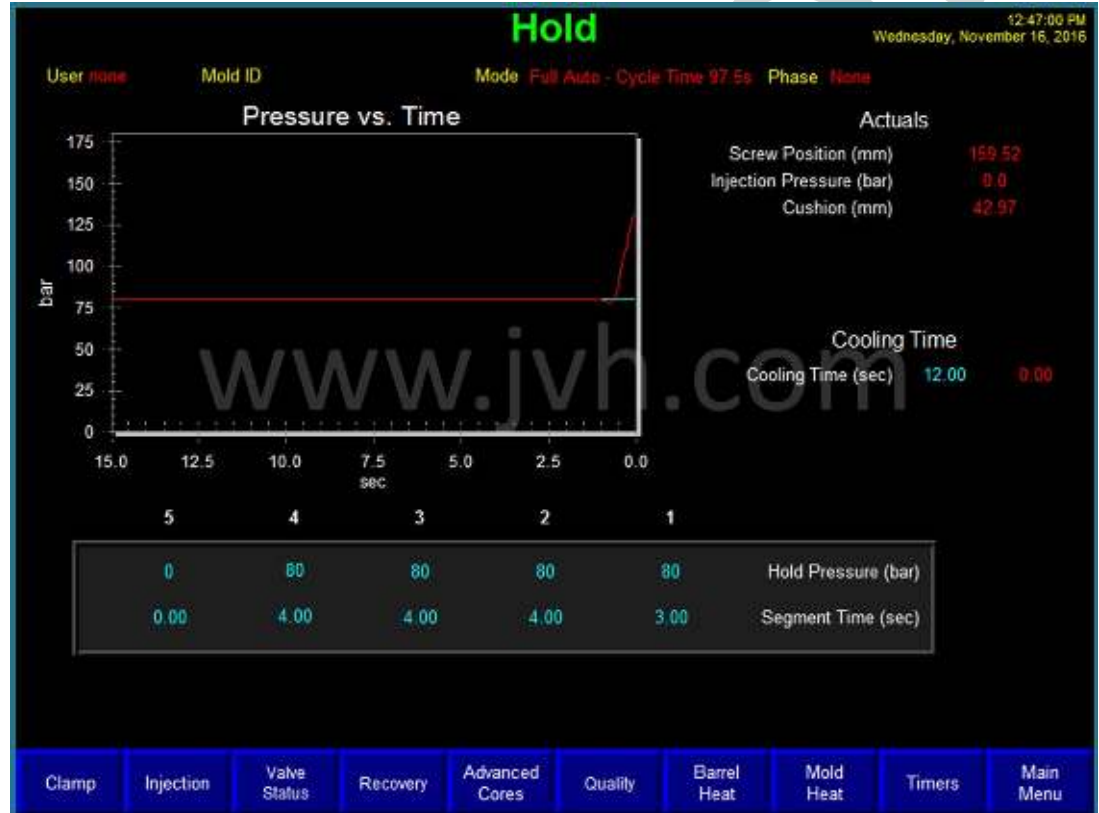 Hold
12:47:00 PM
Wednesday, November 16, 2016
User none Mold ID Mode Full Auto - Cycle Time 97.5s Phase None
Pressure vs. Time
Actuals
Screw Position (mm) 159.52
Injection Pressure (bar) 0.0
Cushion (mm) 42.97
175
150
125
100
75
50
25
0
bar
15.0 12.5 10.0 7.5 5.0 2.5 0.0
sec
Cooling Time
Cooling Time (sec) 12.00 0.00
www.jvh.com
5 4 3 2 1
0 80 80 80 80 Hold Pressure (bar)
0.00 4.00 4.00 4.00 3.00 Segment Time (sec)
Clamp Injection Valve Status Recovery Advanced Cores Quality Barrel Heat Mold Heat Timers Main Menu